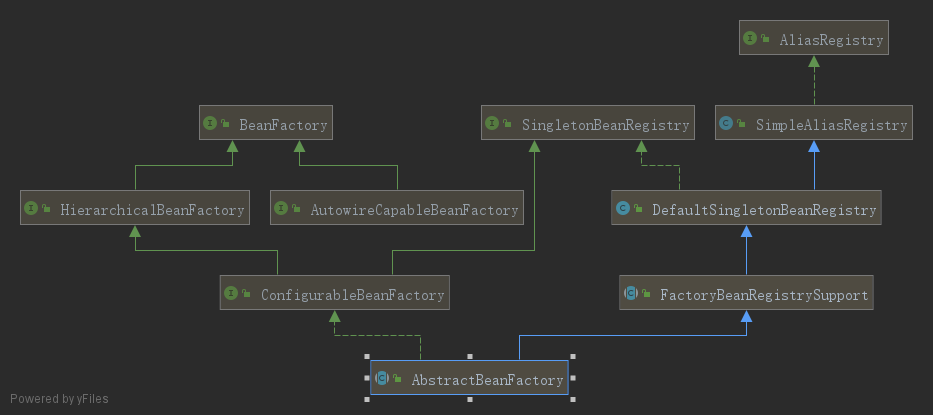 AliasRegistry
BeanFactory
SingletonBeanRegistry
SimpleAliasRegistry
HierarchicalBeanFactory
AutowireCapableBeanFactory
DefaultSingletonBeanRegistry
ConfigurableBeanFactory
FactoryBeanRegistrySupport
AbstractBeanFactory
Powered by yFiles